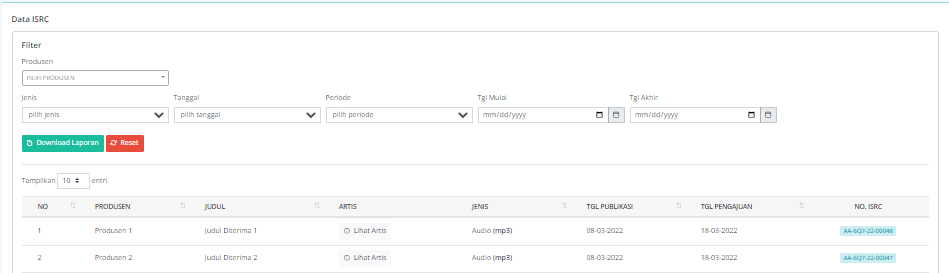 Data ISRC
Filter
Produsen
PILIH PRODUSEN
Jenis Tanggal Periode Tgl Mulai Tgl Akhir
pilih jenis pilih tanggal pilih periode mm/dd/yyyy mm/dd/yyyy
Download Laporan Reset
Tampilkan 10 entri
NO PRODUSEN JUDUL ARTIS JENIS TGL PUBLIKASI TGL PENGAJUAN NO. ISRC
1 Produsen 1 Judul Diterima 1 Lihat Artis Audio (mp3) 08-03-2022 18-03-2022 AA-6Q7-22-00048
2 Produsen 2 Judul Diterima 2 Lihat Artis Audio (mp3) 08-03-2022 18-03-2022 AA-6Q7-22-00047